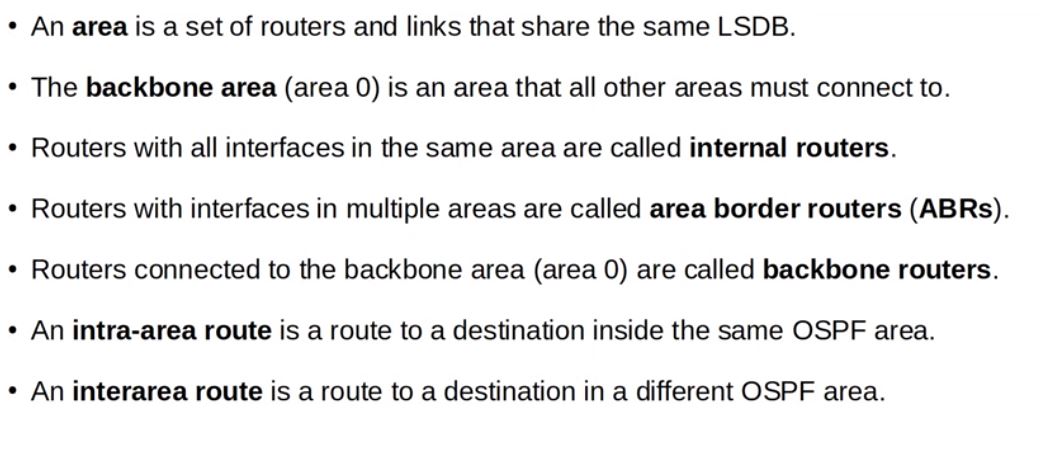 • An area is a set of routers and links that share the same LSDB.
• The backbone area (area 0) is an area that all other areas must connect to.
• Routers with all interfaces in the same area are called internal routers.
• Routers with interfaces in multiple areas are called area border routers (ABRs).
• Routers connected to the backbone area (area 0) are called backbone routers.
• An intra-area route is a route to a destination inside the same OSPF area.
• An interarea route is a route to a destination in a different OSPF area.